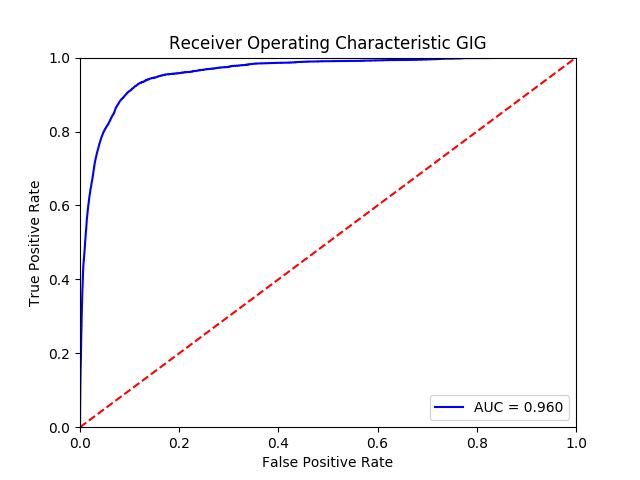 Receiver Operating Characteristic GIG
True Positive Rate
1.0
0.8
0.6
0.4
0.2
0.0
AUC = 0.960
0.0 0.2 0.4 0.6 0.8 1.0
False Positive Rate